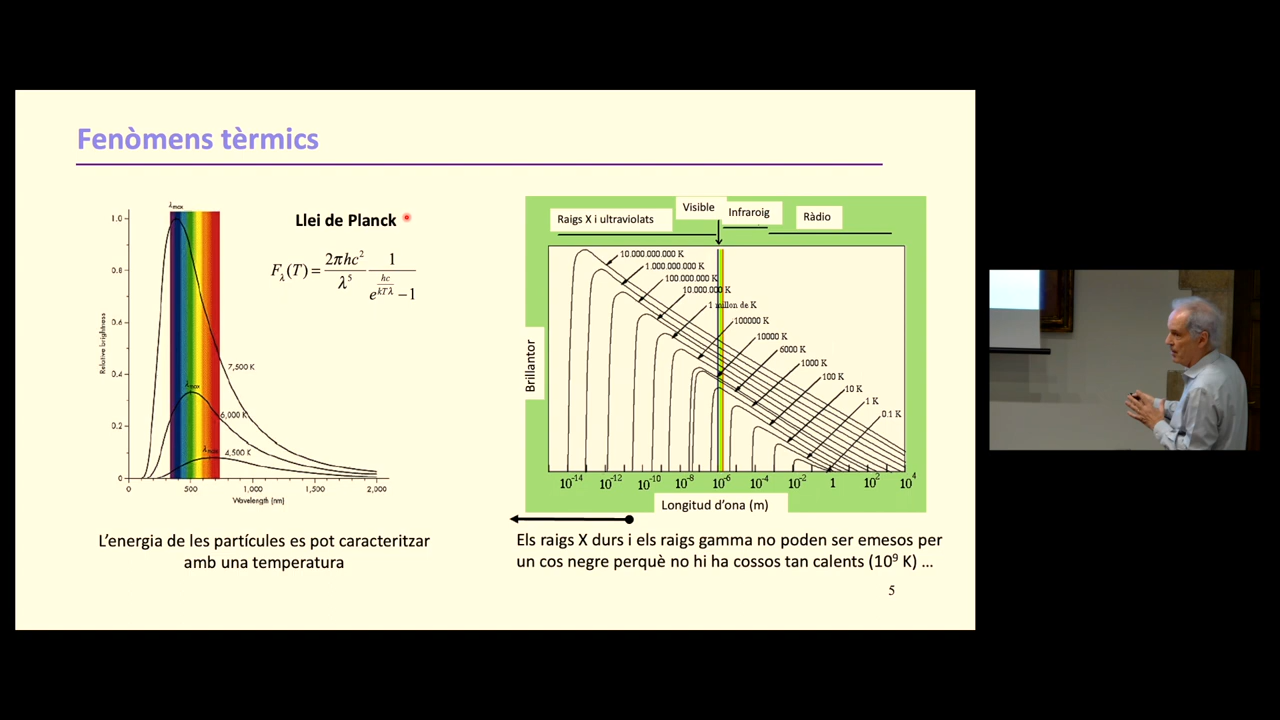 Fenòmens tèrmics
λmax
1.0
0.8
0.6
0.4
0.2
0
Relative brightness
7,500 K
λmax
6,000 K
λmax
4,500 K
0
500
1,000
1,500
2,000
Wavelength (nm)
Llei de Planck
Fλ(T) = 2πhc² / λ⁵ 1 / e^(hc/kTλ) − 1
L’energia de les partícules es pot caracteritzar
amb una temperatura
Raigs X i ultraviolats
Visible
Infraroig
Ràdio
Brillantor
10.000.000.000 K
1.000.000.000 K
100.000.000 K
10.000.000 K
1 millon de K
100000 K
10000 K
6000 K
1000 K
100 K
10 K
1 K
0.1 K
10⁻¹⁴ 10⁻¹² 10⁻¹⁰ 10⁻⁸ 10⁻⁶ 10⁻⁴ 10⁻² 1 10² 10⁴
Longitud d’ona (m)
Els raigs X durs i els raigs gamma no poden ser emesos per
un cos negre perquè no hi ha cossos tan calents (10⁹ K) ...
5